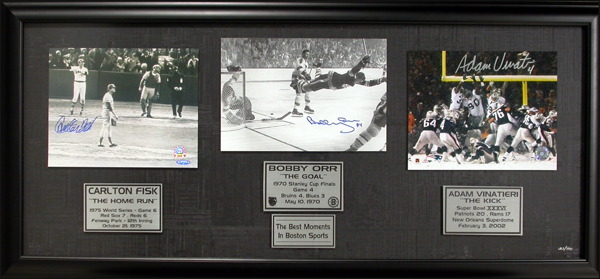 Adam Vinatieri 4
CARLTON FISK
"THE HOME RUN"
1975 World Series - Game 6
Red Sox 7 . Reds 6
Fenway Park - 12th Inning
October 21, 1975
BOBBY ORR
"THE GOAL"
1970 Stanley Cup Finals
Game 4
Bruins 4, Blues 3
May 10, 1970
B
The Best Moments
In Boston Sports
ADAM VINATIERI
"THE KICK"
Super Bowl XXXVI
Patriots 20 . Rams 17
New Orleans Superdome
February 3, 2002